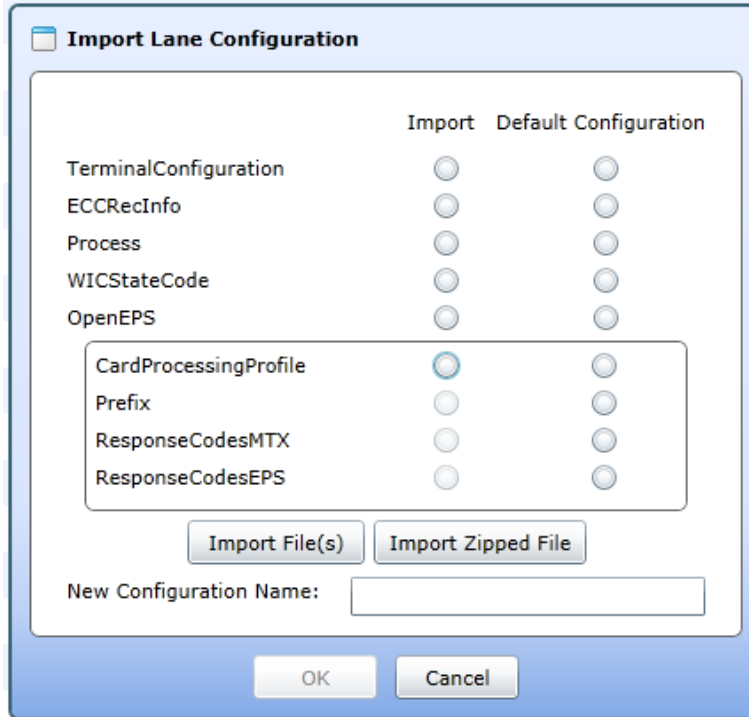 Import Lane Configuration
Import Default Configuration
TerminalConfiguration
ECCRecInfo
Process
WICStateCode
OpenEPS
CardProcessingProfile
Prefix
ResponseCodesMTX
ResponseCodesEPS
Import File(s) Import Zipped File
New Configuration Name:
OK Cancel